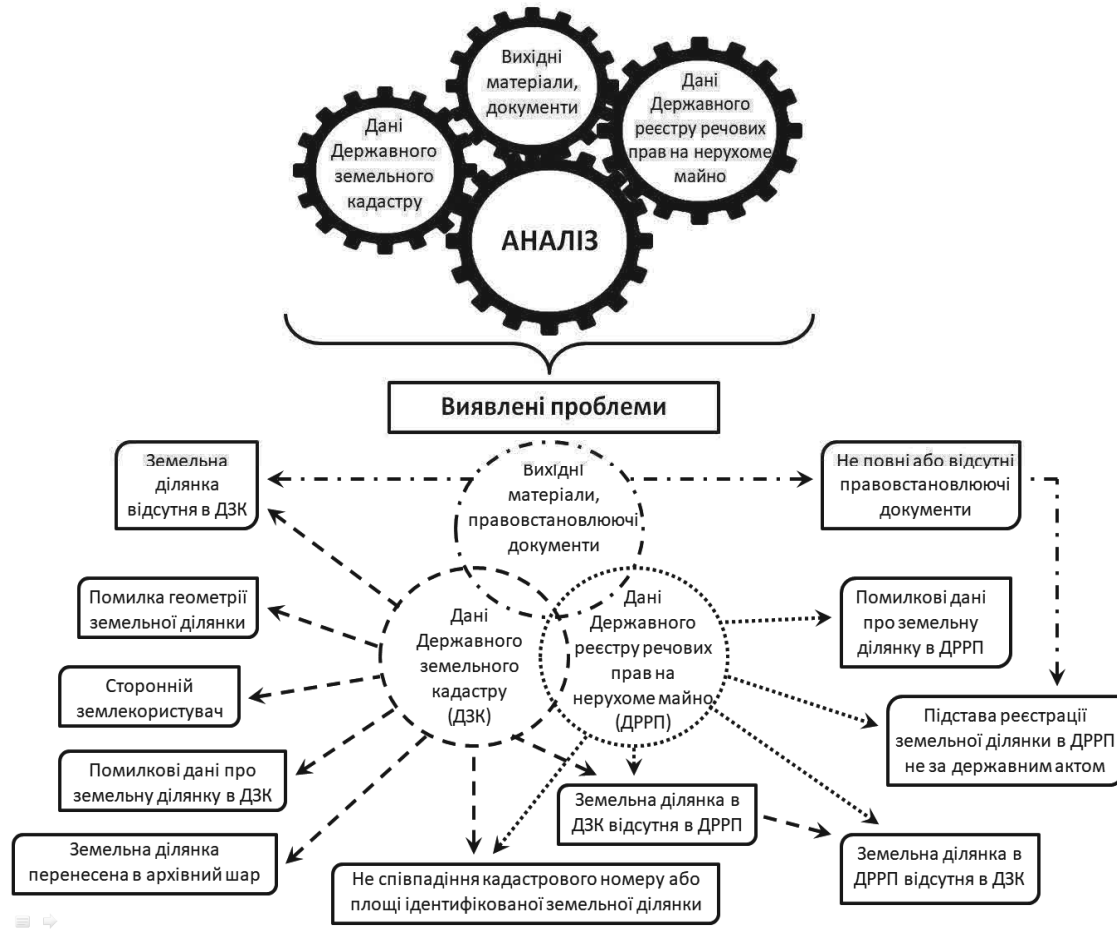 Вихідні
матеріали,
документи
Дані
Державного
реєстру речових
прав на нерухоме
майно
Дані
Державного
земельного
кадастру
АНАЛІЗ
Виявлені проблеми
Земельна
ділянка
відсутня в ДЗК
Вихідні
матеріали,
правовстановлюючі
документи
Не повні або відсутні
правовстановлюючі
документи
Помилка геометрії
земельної ділянки
Дані
Державного
земельного
кадастру
(ДЗК)
Дані
Державного
реєстру речових
прав на
нерухоме майно
(ДРРП)
Помилкові дані
про земельну
ділянку в ДРРП
Сторонній
землекористувач
Підстава реєстрації
земельної ділянки в ДРРП
не за державним актом
Помилкові дані про
земельну ділянку в ДЗК
Земельна ділянка в
ДЗК відсутня в ДРРП
Земельна ділянка
перенесена в архівний шар
Не співпадіння кадастрового номеру або
площі ідентифікованої земельної ділянки
Земельна ділянка в
ДРРП відсутня в ДЗК